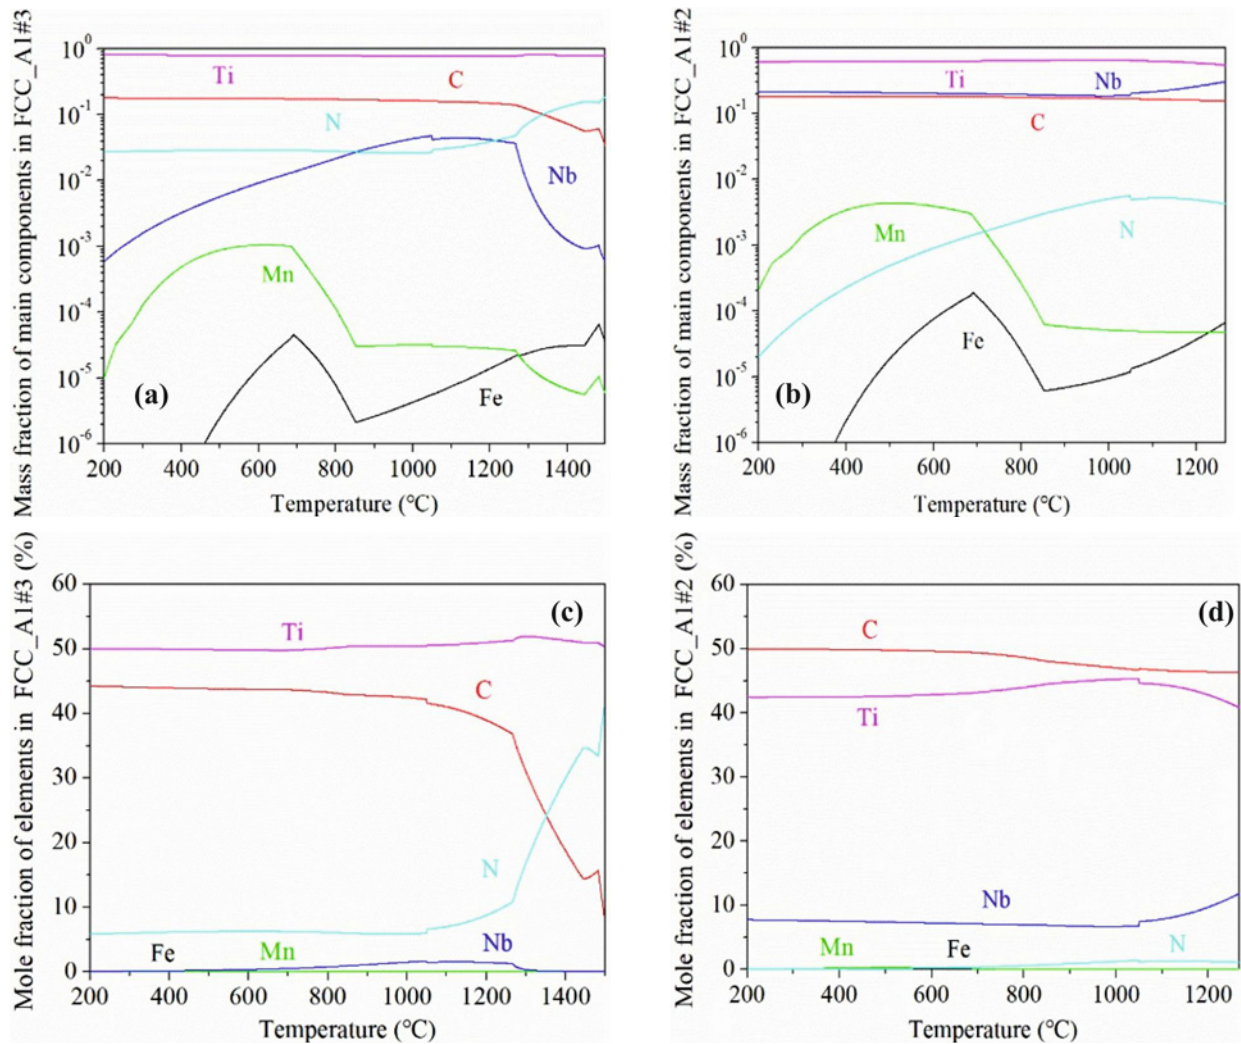 Mass fraction of main components in FCC_A1#3
10^0
10^-1
10^-2
10^-3
10^-4
10^-5
10^-6
Ti
C
N
Nb
Mn
Fe
(a)
200 400 600 800 1000 1200 1400
Temperature (℃)
Mass fraction of main components in FCC_A1#2
10^0
10^-1
10^-2
10^-3
10^-4
10^-5
10^-6
Ti
Nb
C
Mn
N
Fe
(b)
200 400 600 800 1000 1200
Temperature (℃)
Mole fraction of elements in FCC_A1#3 (%)
60
50
40
30
20
10
0
(c)
Ti
C
N
Fe
Mn
Nb
200 400 600 800 1000 1200 1400
Temperature (℃)
Mole fraction of elements in FCC_A1#2 (%)
60
50
40
30
20
10
0
(d)
C
Ti
Nb
Mn
Fe
N
200 400 600 800 1000 1200
Temperature (℃)